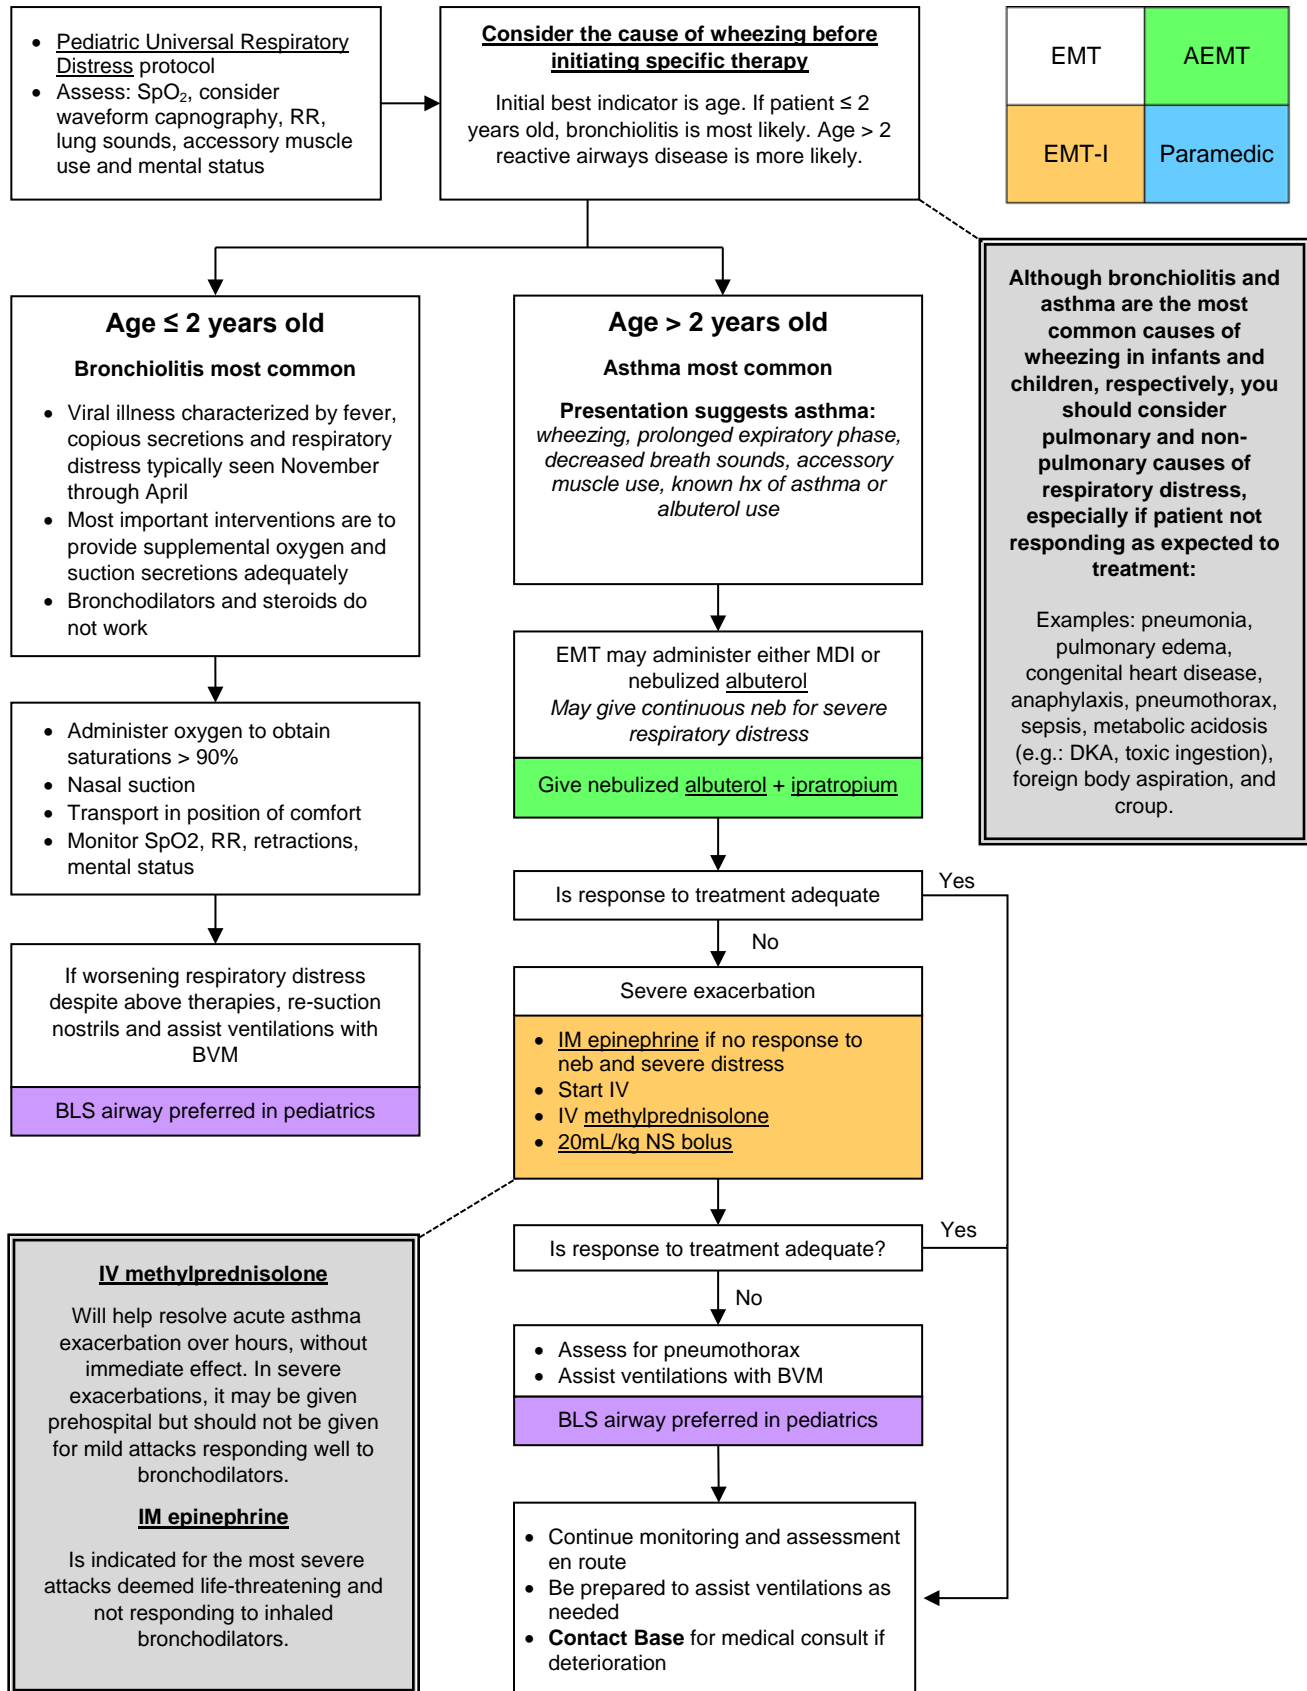 • Pediatric Universal Respiratory
Distress protocol
• Assess: SpO₂, consider
waveform capnography, RR,
lung sounds, accessory muscle
use and mental status
Consider the cause of wheezing before
initiating specific therapy
Initial best indicator is age. If patient ≤ 2
years old, bronchiolitis is most likely. Age > 2
reactive airways disease is more likely.
EMT
AEMT
EMT-I
Paramedic
Although bronchiolitis and
asthma are the most
common causes of
wheezing in infants and
children, respectively, you
should consider
pulmonary and non-
pulmonary causes of
respiratory distress,
especially if patient not
responding as expected to
treatment:
Examples: pneumonia,
pulmonary edema,
congenital heart disease,
anaphylaxis, pneumothorax,
sepsis, metabolic acidosis
(e.g.: DKA, toxic ingestion),
foreign body aspiration, and
croup.
Age ≤ 2 years old
Bronchiolitis most common
• Viral illness characterized by fever,
copious secretions and respiratory
distress typically seen November
through April
• Most important interventions are to
provide supplemental oxygen and
suction secretions adequately
• Bronchodilators and steroids do
not work
• Administer oxygen to obtain
saturations > 90%
• Nasal suction
• Transport in position of comfort
• Monitor SpO2, RR, retractions,
mental status
If worsening respiratory distress
despite above therapies, re-suction
nostrils and assist ventilations with
BVM
BLS airway preferred in pediatrics
Age > 2 years old
Asthma most common
Presentation suggests asthma:
wheezing, prolonged expiratory phase,
decreased breath sounds, accessory
muscle use, known hx of asthma or
albuterol use
EMT may administer either MDI or
nebulized albuterol
May give continuous neb for severe
respiratory distress
Give nebulized albuterol + ipratropium
Is response to treatment adequate
Yes
No
Severe exacerbation
• IM epinephrine if no response to
neb and severe distress
• Start IV
• IV methylprednisolone
• 20mL/kg NS bolus
Is response to treatment adequate?
Yes
No
• Assess for pneumothorax
• Assist ventilations with BVM
BLS airway preferred in pediatrics
• Continue monitoring and assessment
en route
• Be prepared to assist ventilations as
needed
• Contact Base for medical consult if
deterioration
IV methylprednisolone
Will help resolve acute asthma
exacerbation over hours, without
immediate effect. In severe
exacerbations, it may be given
prehospital but should not be given
for mild attacks responding well to
bronchodilators.
IM epinephrine
Is indicated for the most severe
attacks deemed life-threatening and
not responding to inhaled
bronchodilators.